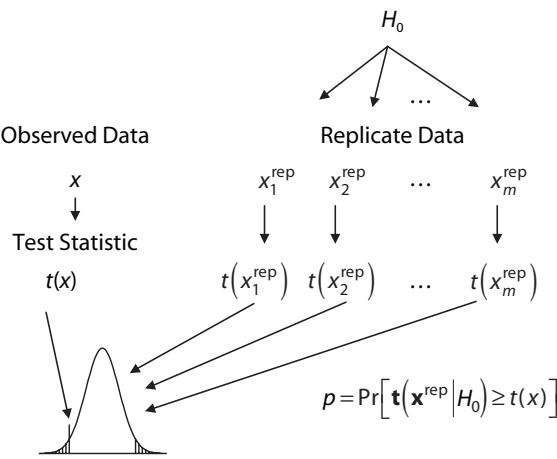 H₀
…
Observed Data Replicate Data
x x₁ʳᵉᵖ x₂ʳᵉᵖ … xₘʳᵉᵖ
Test Statistic
t(x) t(x₁ʳᵉᵖ) t(x₂ʳᵉᵖ) … t(xₘʳᵉᵖ)
p = Pr[t(xʳᵉᵖ|H₀) ≥ t(x)]